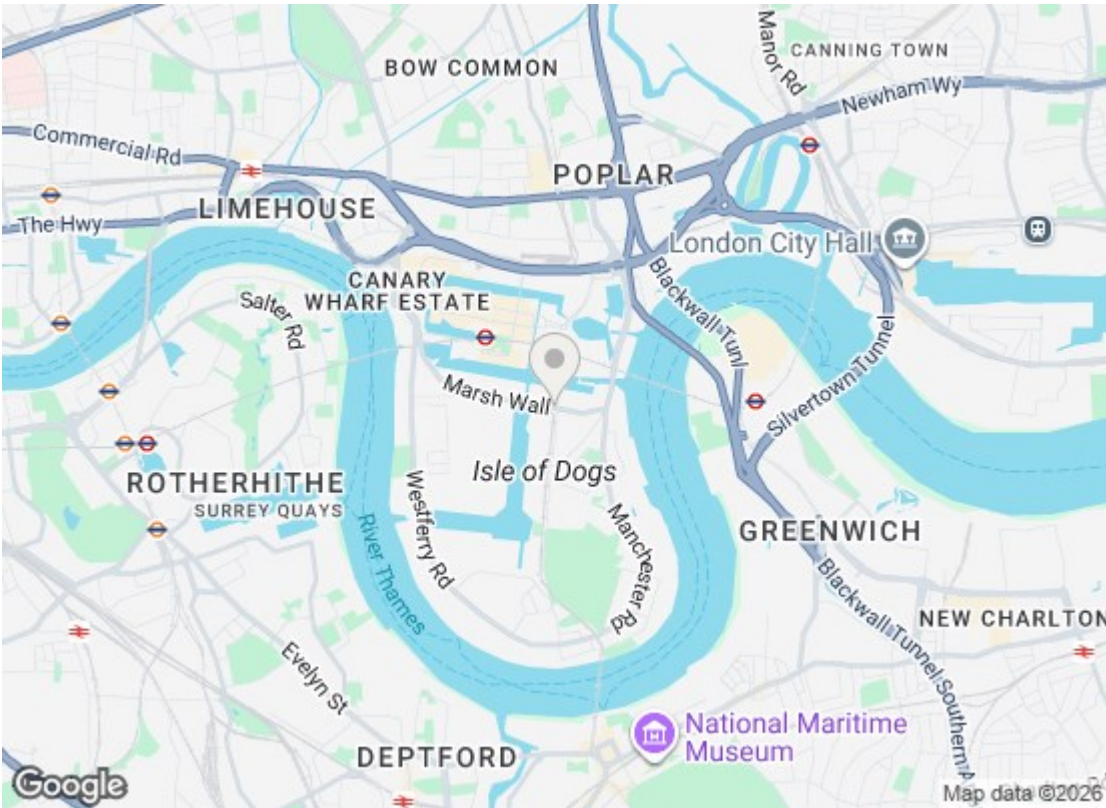 Manor Rd
CANNING TOWN
BOW COMMON
Newham Wy
Commercial Rd
POPLAR
The Hwy
LIMEHOUSE
London City Hall
CANARY
WHARF ESTATE
Salter Rd
Blackwall Tunl
Marsh Wall
Silvertown Tunnel
Isle of Dogs
ROTHERHITHE
SURREY QUAYS
Westferry Rd
River Thames
Manchester Rd
GREENWICH
Blackwall Tunnel Southern A
NEW CHARLTON
Evelyn St
National Maritime
Museum
DEPTFORD
Google
Map data ©2026